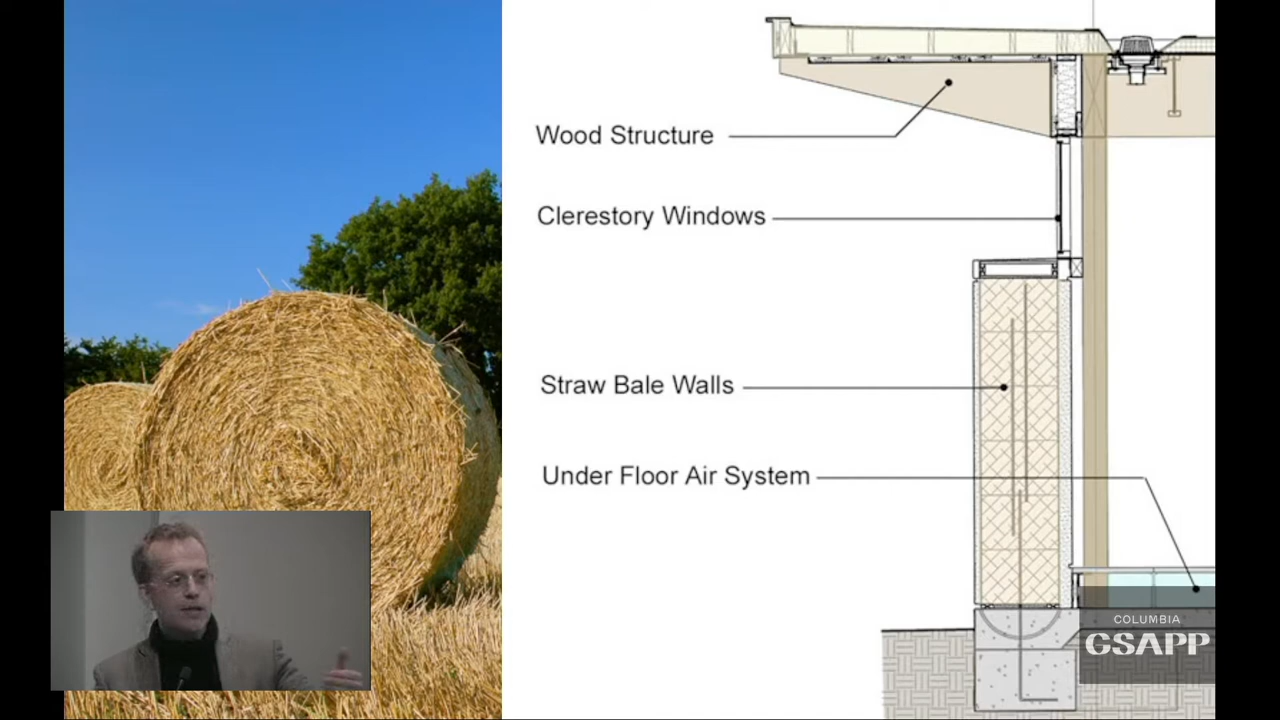 Wood Structure
Clerestory Windows
Straw Bale Walls
Under Floor Air System
COLUMBIA
GSAPP